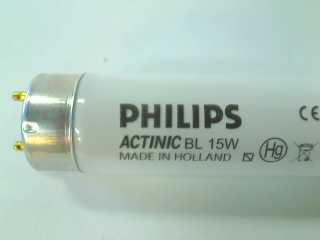 PHILIPS
CE
ACTINIC BL 15W
MADE IN HOLLAND
Hg